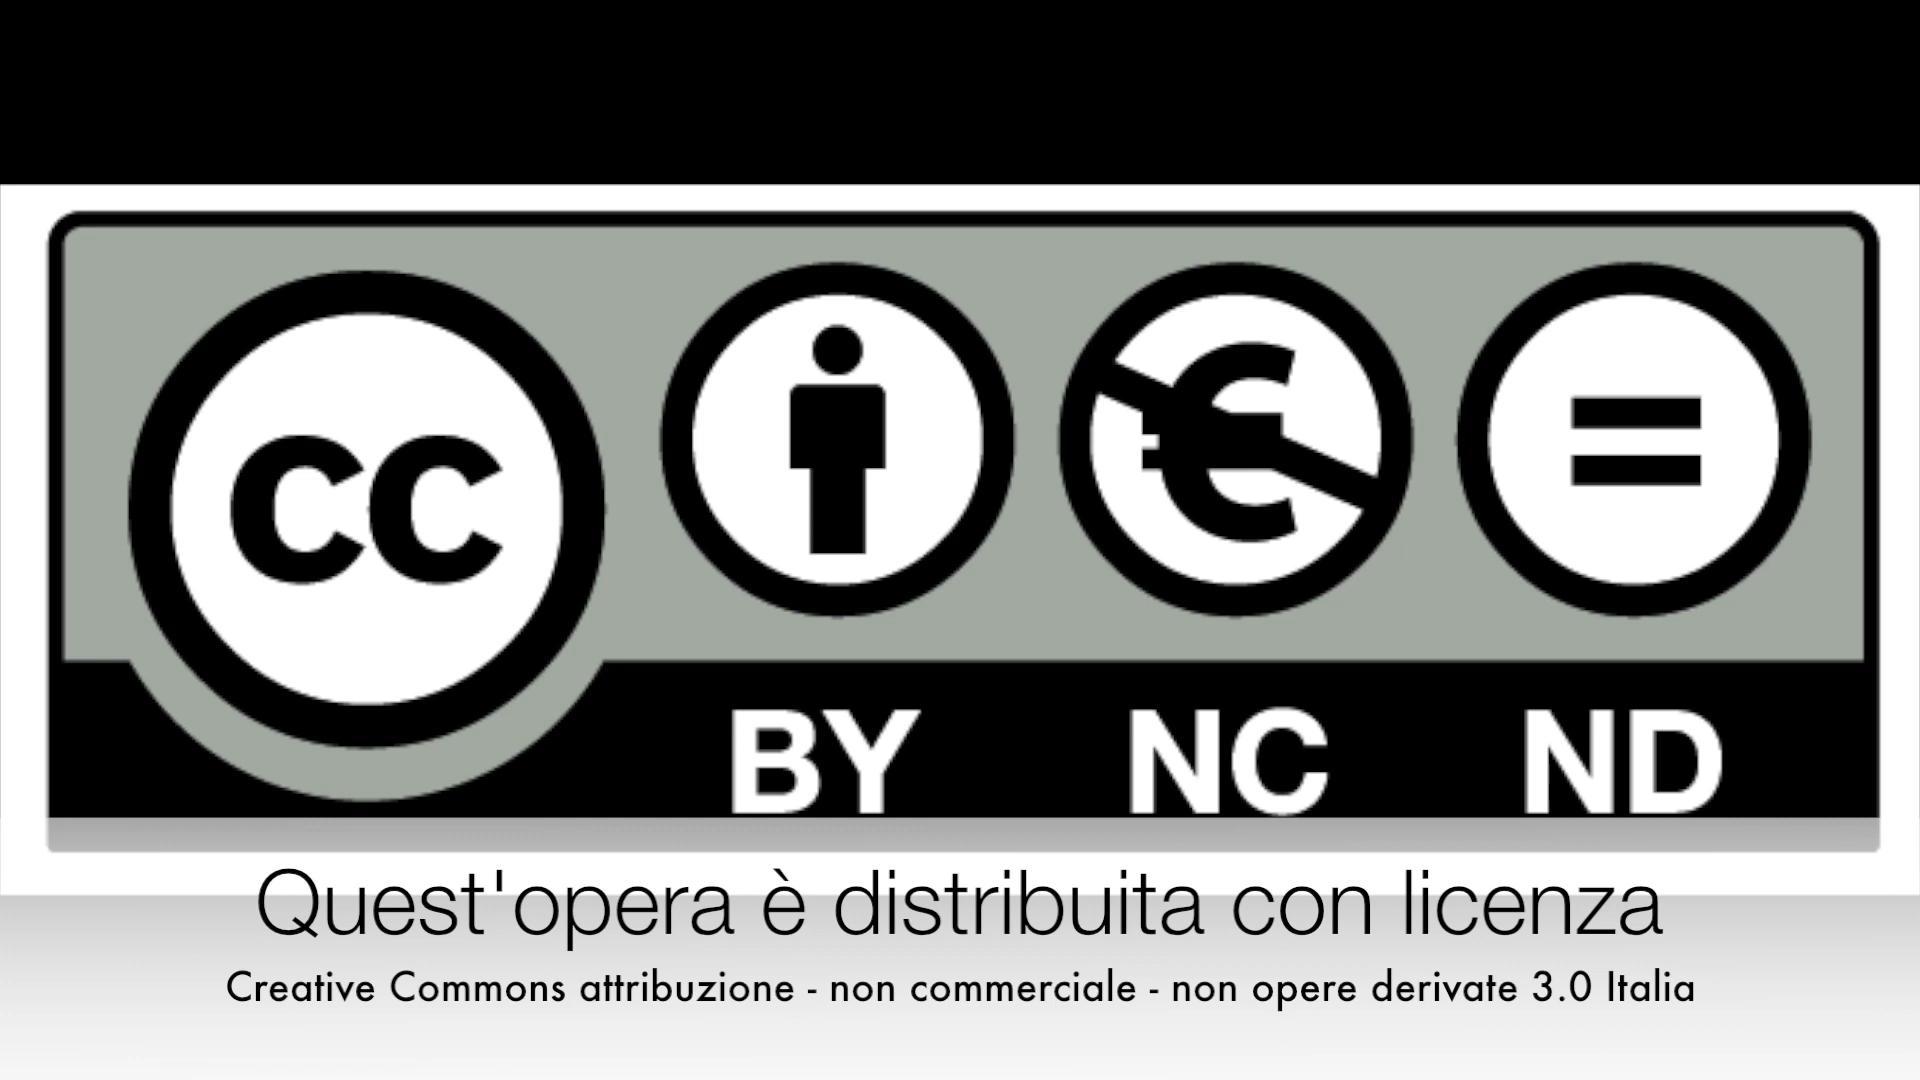 cc
BY NC ND
Quest'opera è distribuita con licenza
Creative Commons attribuzione - non commerciale - non opere derivate 3.0 Italia